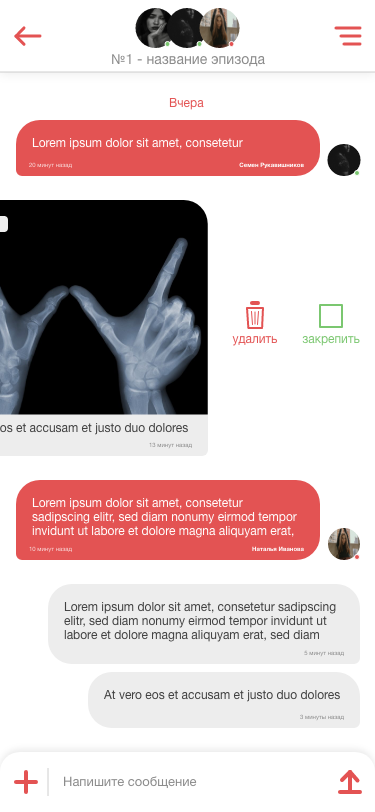 №1 - название эпизода
Вчера
Lorem ipsum dolor sit amet, consetetur
20 минут назад
Семен Рукавишников
удалить
закрепить
eos et accusam et justo duo dolores
13 минут назад
Lorem ipsum dolor sit amet, consetetur
sadipscing elitr, sed diam nonumy eirmod tempor
invidunt ut labore et dolore magna aliquyam erat,
10 минут назад
Наталья Иванова
Lorem ipsum dolor sit amet, consetetur sadipscing
elitr, sed diam nonumy eirmod tempor invidunt ut
labore et dolore magna aliquyam erat, sed diam
5 минут назад
At vero eos et accusam et justo duo dolores
3 минуты назад
Напишите сообщение